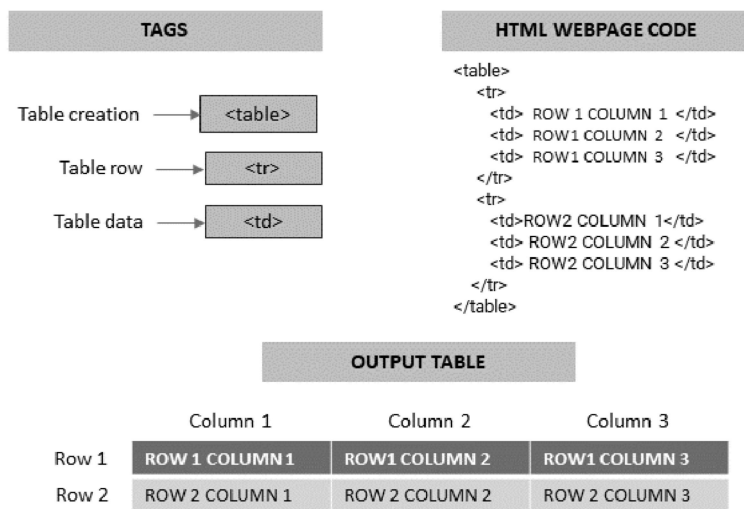 TAGS
Table creation <table>
Table row <tr>
Table data <td>
HTML WEBPAGE CODE
<table>
<tr>
<td> ROW 1 COLUMN 1 </td>
<td> ROW1 COLUMN 2 </td>
<td> ROW1 COLUMN 3 </td>
</tr>
<tr>
<td>ROW2 COLUMN 1</td>
<td> ROW2 COLUMN 2 </td>
<td> ROW2 COLUMN 3 </td>
</tr>
</table>
OUTPUT TABLE
Column 1 Column 2 Column 3
Row 1 ROW 1 COLUMN 1 ROW1 COLUMN 2 ROW1 COLUMN 3
Row 2 ROW 2 COLUMN 1 ROW 2 COLUMN 2 ROW 2 COLUMN 3